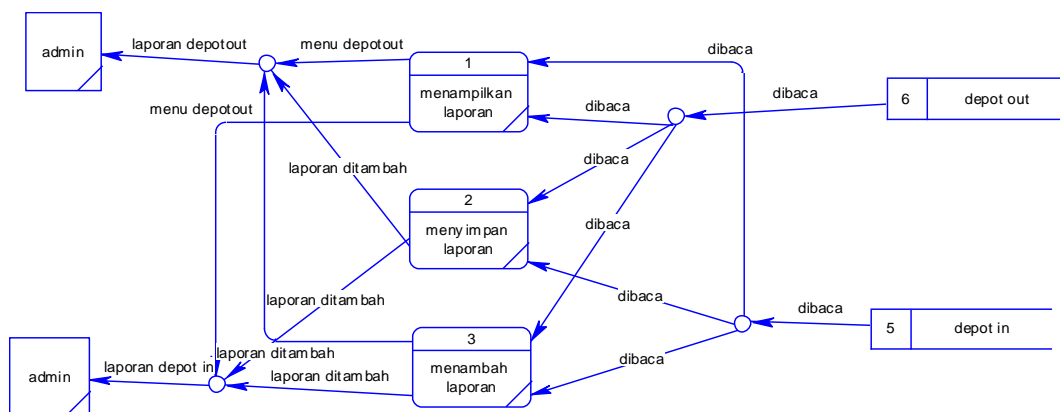 admin
laporan depotout
menu depotout
1
menampilkan
laporan
dibaca
dibaca
6
depot out
menu depotout
dibaca
laporan ditambah
2
menyimpan
laporan
dibaca
dibaca
laporan ditambah
dibaca
dibaca
5
depot in
3
menambah
laporan
dibaca
laporan ditambah
admin
laporan depot in
laporan ditambah